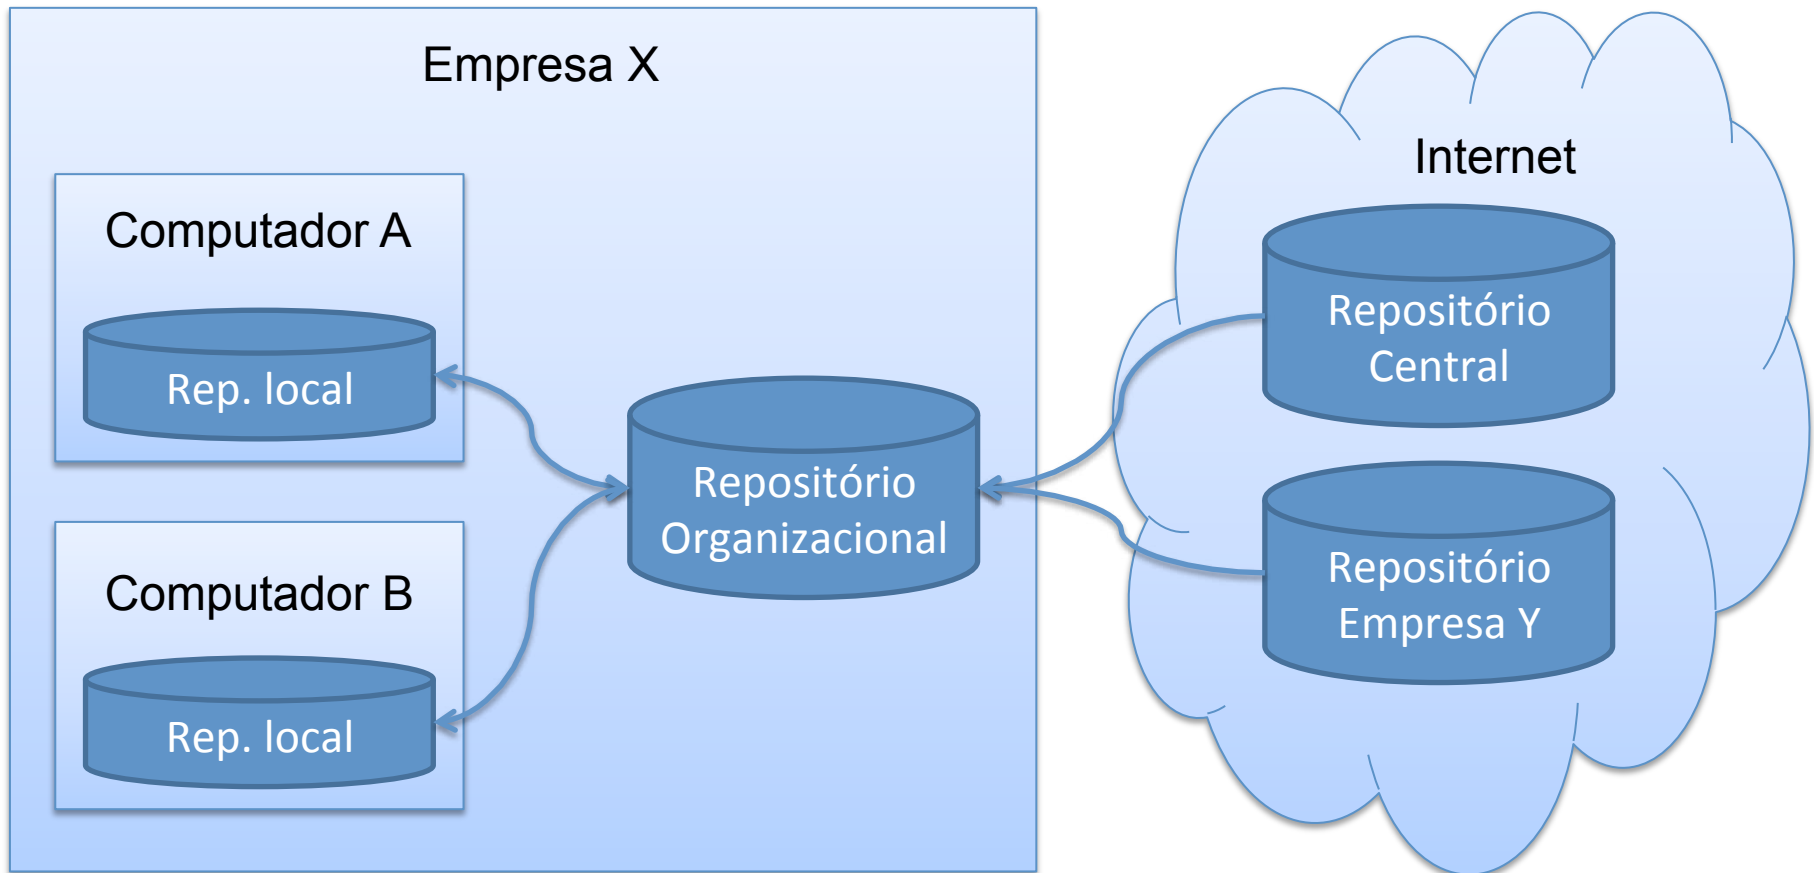 Empresa X
Computador A
Rep. local
Computador B
Rep. local
Repositório
Organizacional
Internet
Repositório
Central
Repositório
Empresa Y